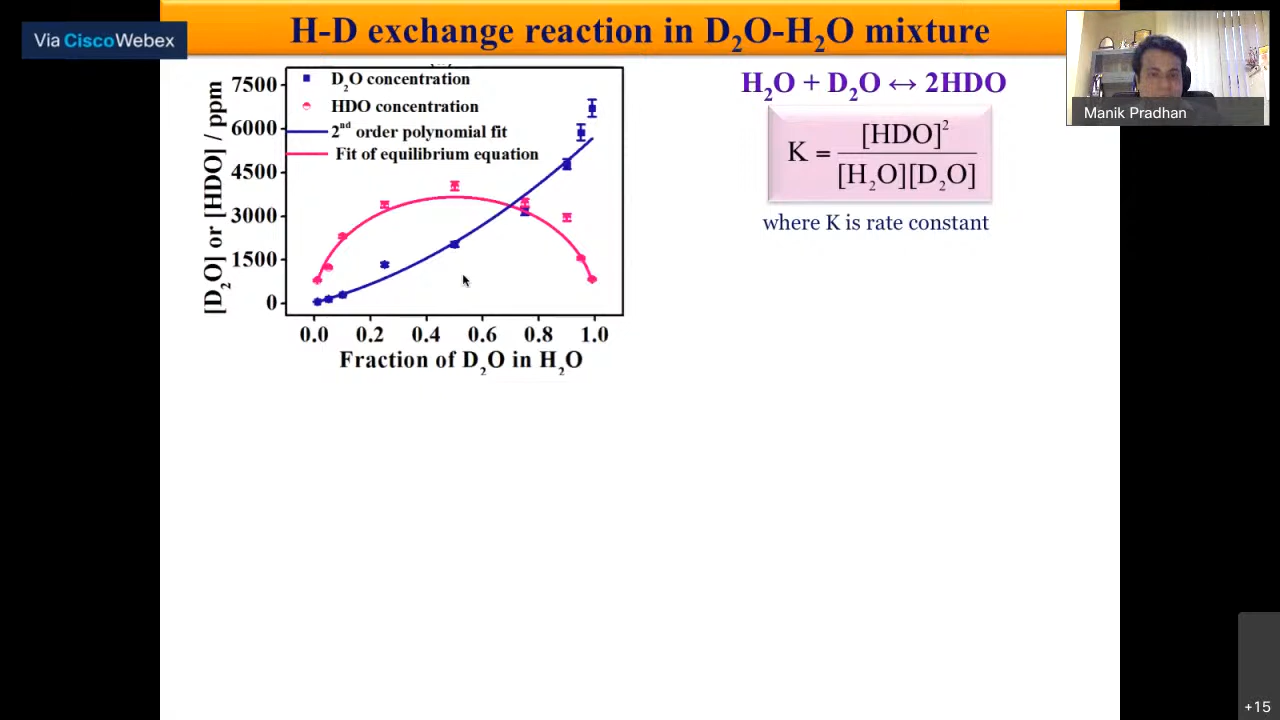 Via Cisco Webex
H-D exchange reaction in D₂O-H₂O mixture
Manik Pradhan
D₂O concentration
HDO concentration
2nd order polynomial fit
Fit of equilibrium equation
[D₂O] or [HDO] / ppm
7500
6000
4500
3000
1500
0
0.0 0.2 0.4 0.6 0.8 1.0
Fraction of D₂O in H₂O
H₂O + D₂O ↔ 2HDO
K = [HDO]² / [H₂O][D₂O]
where K is rate constant
+15